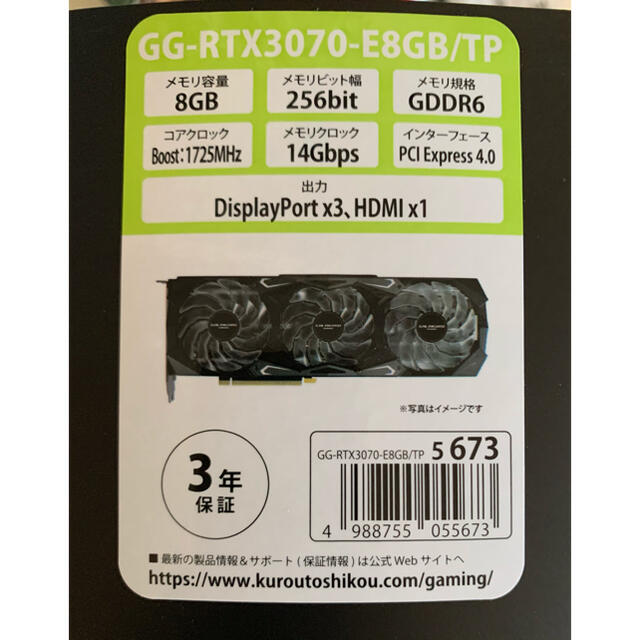 GG-RTX3070-E8GB/TP
メモリ容量
8GB
メモリビット幅
256bit
メモリ規格
GDDR6
コアクロック
Boost:1725MHz
メモリクロック
14Gbps
インターフェース
PCI Express 4.0
出力
DisplayPort x3、HDMI x1
※写真はイメージです
3年
保証
GG-RTX3070-E8GB/TP 5673
4 988755 055673
■ 最新の製品情報&サポート(保証情報)は公式Webサイトへ
https://www.kuroutoshikou.com/gaming/